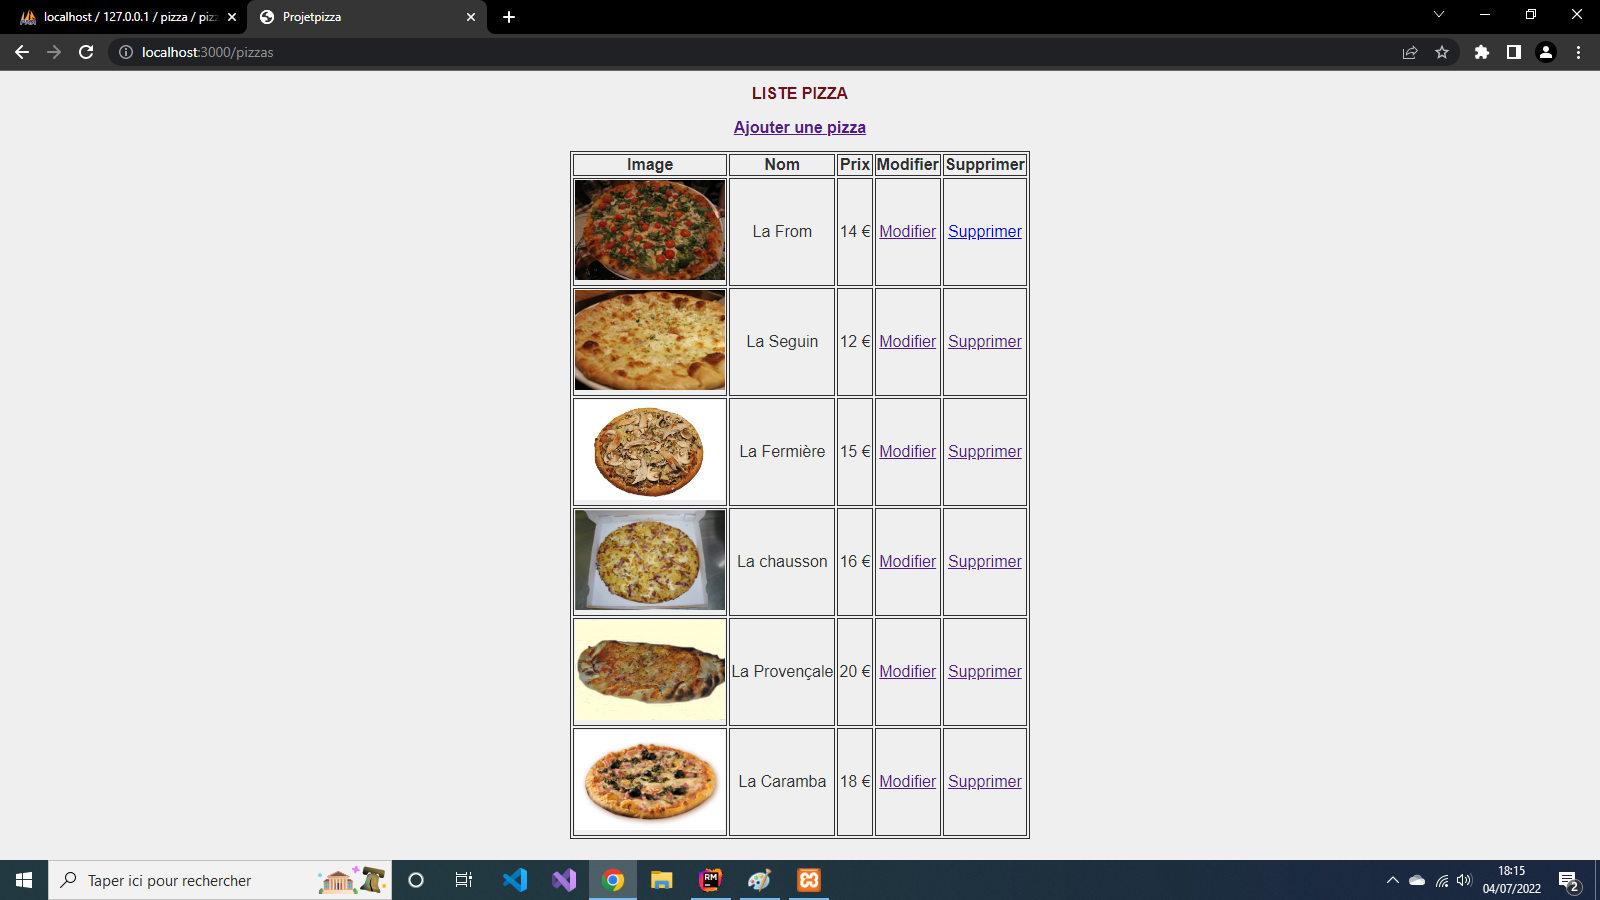 localhost / 127.0.0.1 / pizza / piz
Projetpizza
localhost:3000/pizzas
LISTE PIZZA
Ajouter une pizza
Image Nom Prix Modifier Supprimer
La From 14 € Modifier Supprimer
La Seguin 12 € Modifier Supprimer
La Fermière 15 € Modifier Supprimer
La chausson 16 € Modifier Supprimer
La Provençale 20 € Modifier Supprimer
La Caramba 18 € Modifier Supprimer
Taper ici pour rechercher
RM
18:15
04/07/2022
2